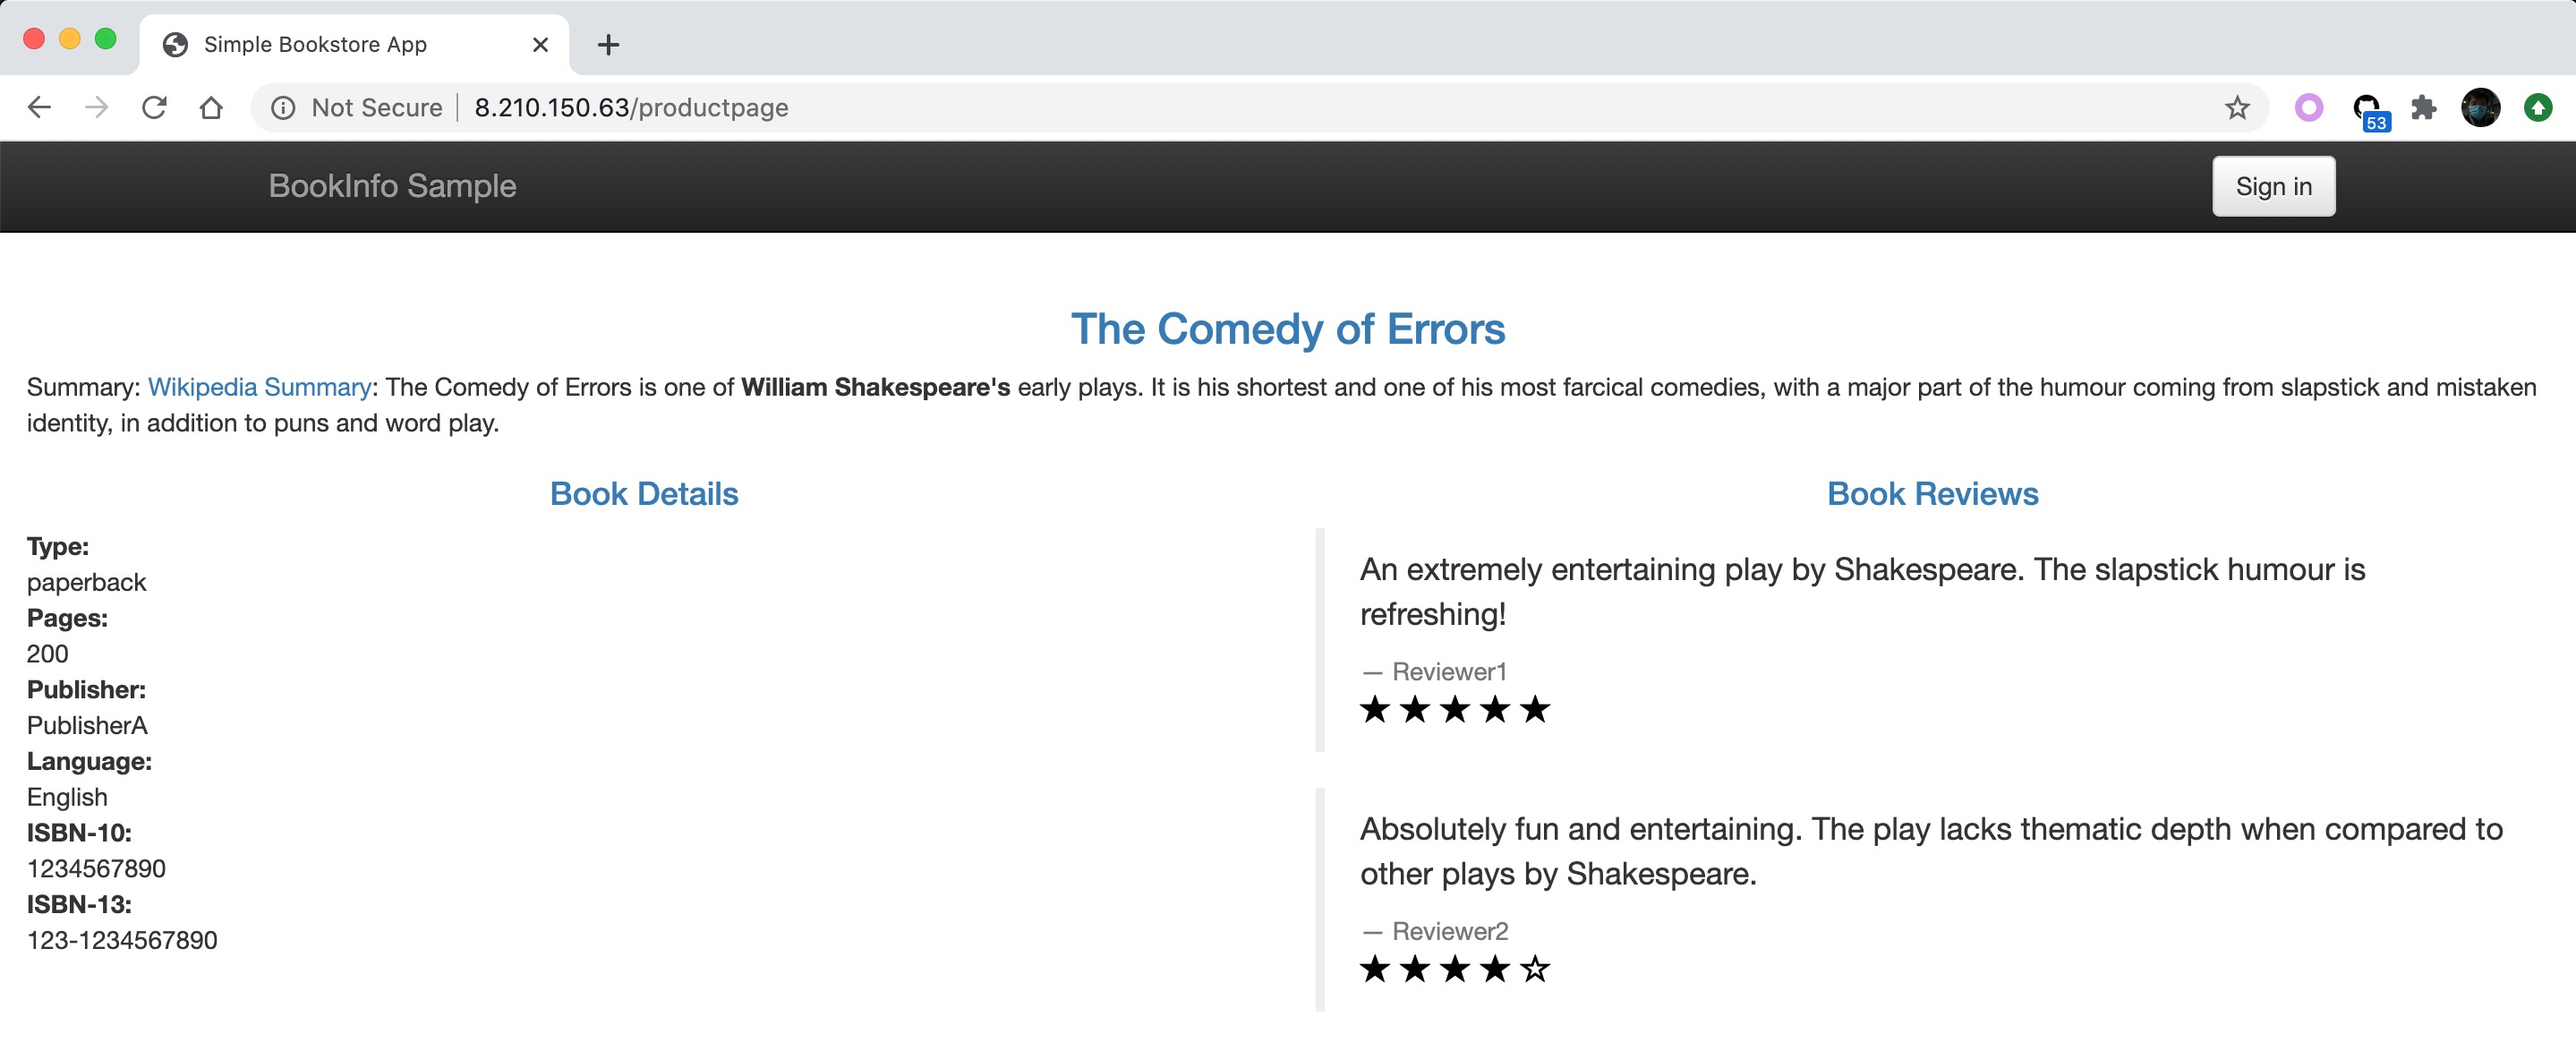 Simple Bookstore App
Not Secure 8.210.150.63/productpage
53
BookInfo Sample
Sign in
The Comedy of Errors
Summary: Wikipedia Summary: The Comedy of Errors is one of William Shakespeare's early plays. It is his shortest and one of his most farcical comedies, with a major part of the humour coming from slapstick and mistaken
identity, in addition to puns and word play.
Book Details
Type:
paperback
Pages:
200
Publisher:
PublisherA
Language:
English
ISBN-10:
1234567890
ISBN-13:
123-1234567890
Book Reviews
An extremely entertaining play by Shakespeare. The slapstick humour is
refreshing!
— Reviewer1
★★★★★
Absolutely fun and entertaining. The play lacks thematic depth when compared to
other plays by Shakespeare.
— Reviewer2
★★★★☆